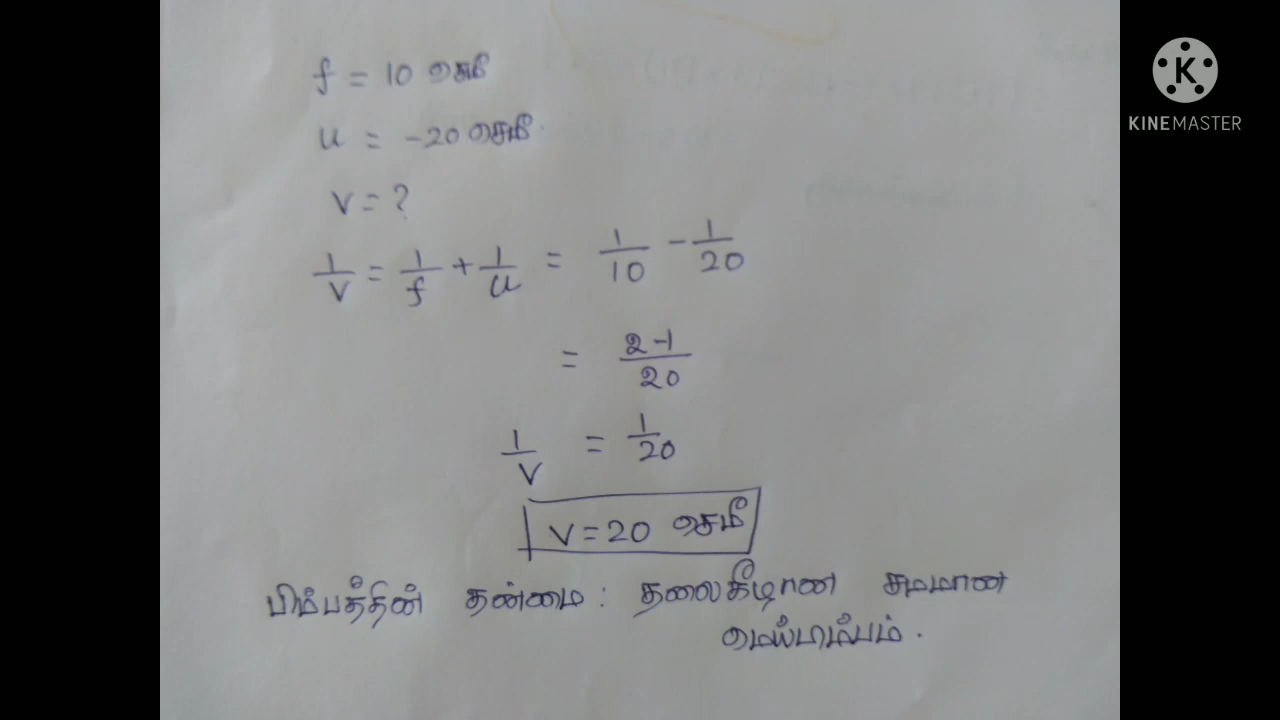 f = 10 செமீ
u = -20 செமீ
v = ?
1/v = 1/f + 1/u = 1/10 - 1/20
= 2-1/20
1/v = 1/20
v = 20 செமீ
பிம்பத்தின் தன்மை : தலைகீழான சமமான
மெய்பிம்பம்.
K
KINEMASTER